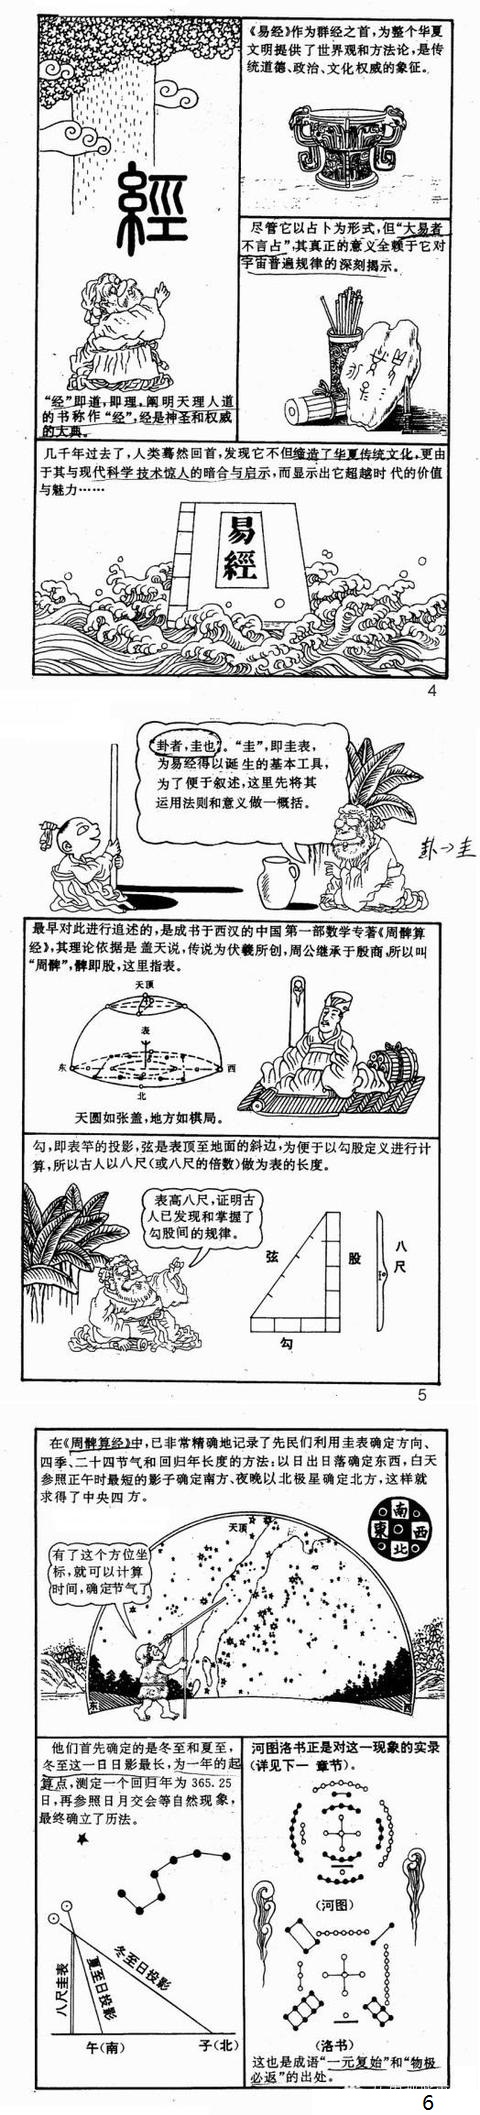 經
“经”即道,即理,阐明天理人道
的书称作“经”,经是神圣和权威
的大典。
《易经》作为群经之首,为整个华夏
文明提供了世界观和方法论,是传
统道德、政治、文化权威的象征。
尽管它以占卜为形式,但“大易者
不言占”,其真正的意义全赖于它对
宇宙普遍规律的深刻揭示。
几千年过去了,人类蓦然回首,发现它不但缔造了华夏传统文化,更由
于其与现代科学技术惊人的暗合与启示,而显示出它超越时代的价值
与魅力……
易
經
4
“卦者,圭也”。“圭”,即圭表,
为易经得以诞生的基本工具,
为了便于叙述,这里先将其
运用法则和意义做一概括。
卦→圭
最早对此进行追述的,是成书于西汉的中国第一部数学专著《周髀算
经》,其理论依据是盖天说,传说为伏羲所创,周公继承于殷商,所以叫
“周髀”,髀即股,这里指表。
天顶
表
东
西
北
天圆如张盖,地方如棋局。
勾,即表竿的投影,弦是表顶至地面的斜边,为便于以勾股定义进行计
算,所以古人以八尺(或八尺的倍数)做为表的长度。
表高八尺,证明古
人已发现和掌握了
勾股间的规律。
弦
股
八尺
勾
5
在《周髀算经》中,已非常精确地记录了先民们利用圭表确定方向、
四季、二十四节气和回归年长度的方法:以日出日落确定东西,白天
参照正午时最短的影子确定南方、夜晚以北极星确定北方,这样就
求得了中央四方。
天顶
南
東 西
北
有了这个方位坐
标,就可以计算
时间,确定节气了
东
西
他们首先确定的是冬至和夏至,
冬至这一日日影最长,为一年的起
算点,测定一个回归年为365.25
日,再参照日月交会等自然现象,
最终确立了历法。
八尺圭表
夏至日投影
冬至日投影
午(南)
子(北)
河图洛书正是对这一现象的实录
(详见下一章节)。
(河图)
(洛书)
这也是成语“一元复始”和“物极
必返”的出处。
6